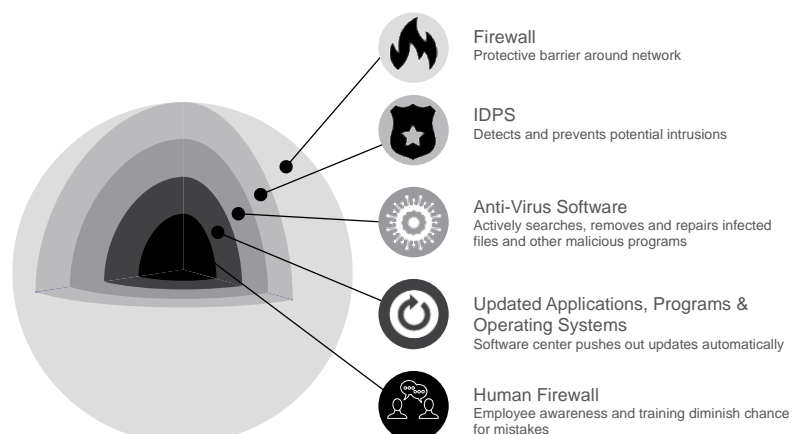 Firewall
Protective barrier around network
IDPS
Detects and prevents potential intrusions
Anti-Virus Software
Actively searches, removes and repairs infected
files and other malicious programs
Updated Applications, Programs &
Operating Systems
Software center pushes out updates automatically
Human Firewall
Employee awareness and training diminish chance
for mistakes